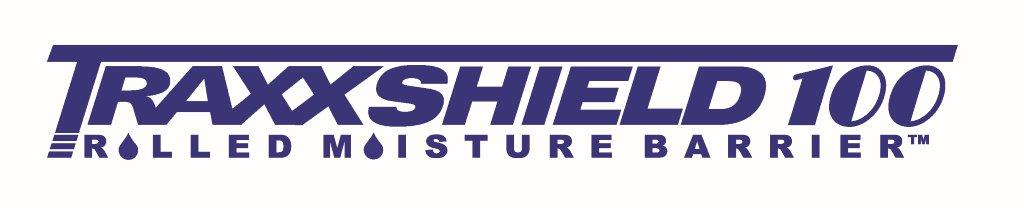 TRAXXSHIELD 100
ROLLED MOISTURE BARRIER™